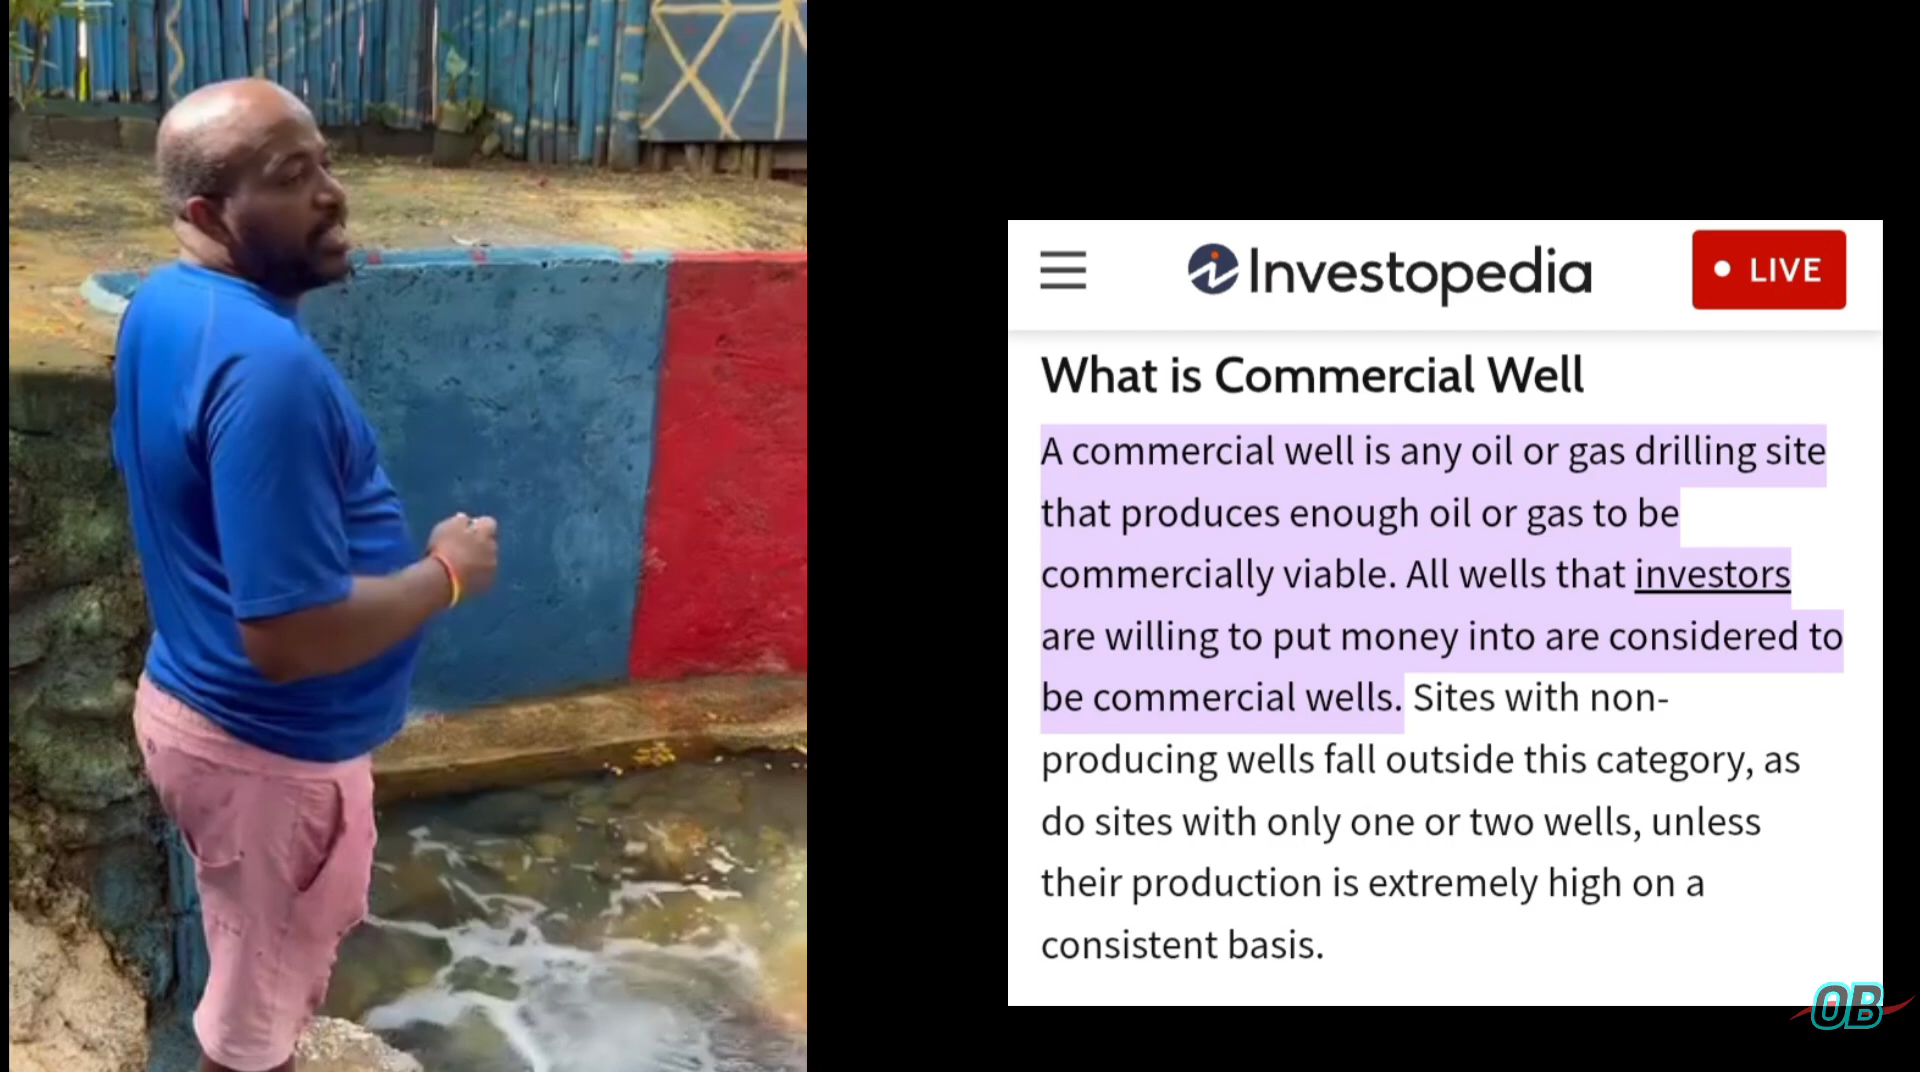 Investopedia
LIVE
What is Commercial Well
A commercial well is any oil or gas drilling site
that produces enough oil or gas to be
commercially viable. All wells that investors
are willing to put money into are considered to
be commercial wells. Sites with non-
producing wells fall outside this category, as
do sites with only one or two wells, unless
their production is extremely high on a
consistent basis.
OB